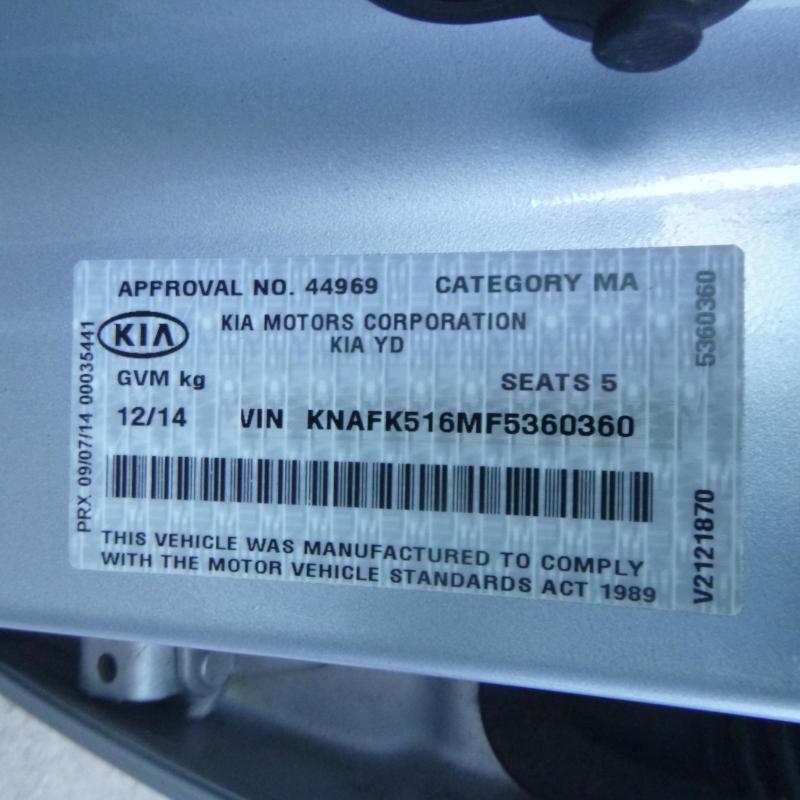 APPROVAL NO. 44969 CATEGORY MA
KIA
KIA MOTORS CORPORATION
KIA YD
GVM kg SEATS 5
12/14 VIN KNAFK516MF5360360
THIS VEHICLE WAS MANUFACTURED TO COMPLY
WITH THE MOTOR VEHICLE STANDARDS ACT 1989
PRX 09/07/14 00035441
5360360
V2121870